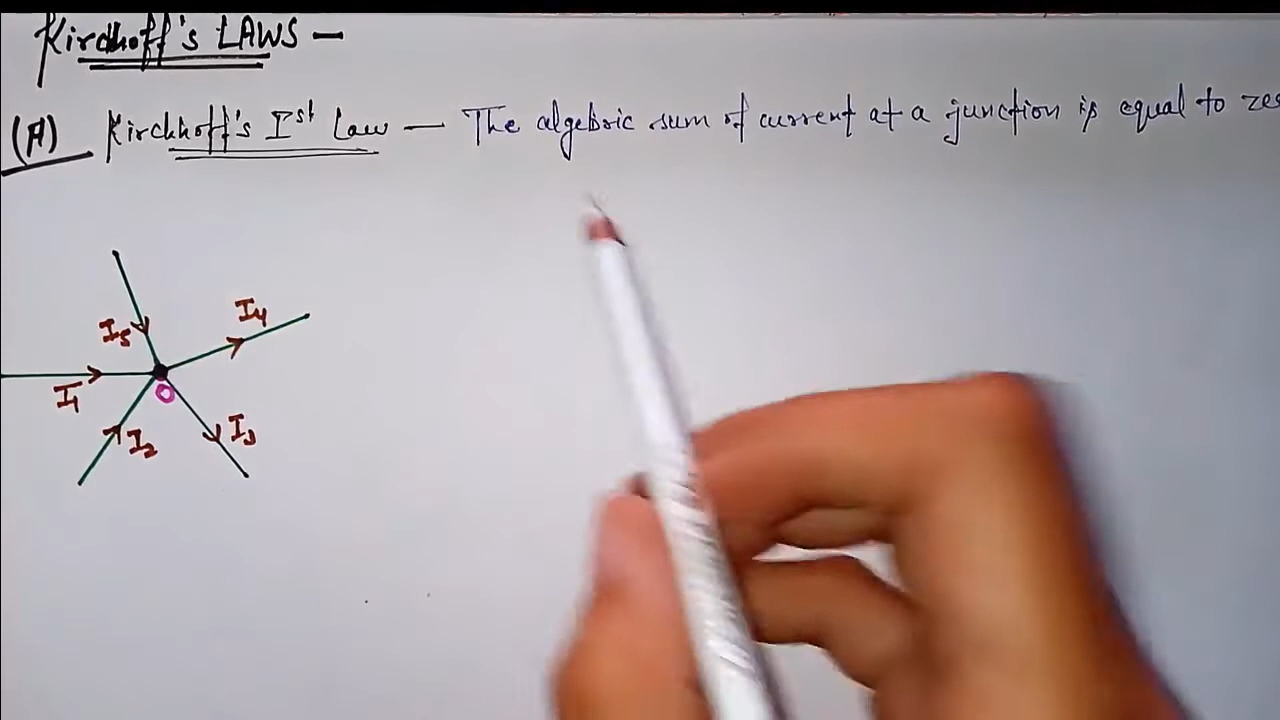 Kirchhoff's LAWS –
(A) Kirchhoff's Ist Law – The algebric sum of current at a junction is equal to ze
I5
I4
I1
O
I2
I3